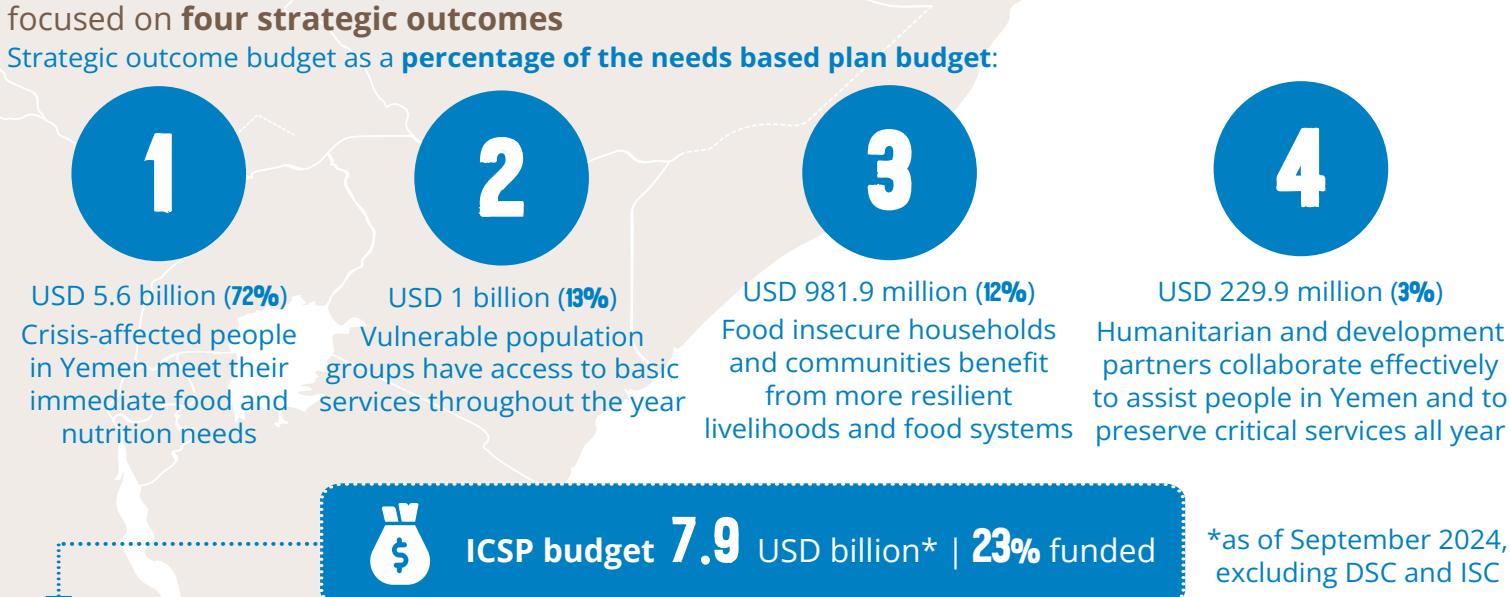 focused on four strategic outcomes
Strategic outcome budget as a percentage of the needs based plan budget:
1
USD 5.6 billion (72%)
Crisis-affected people
in Yemen meet their
immediate food and
nutrition needs
2
USD 1 billion (13%)
Vulnerable population
groups have access to basic
services throughout the year
3
USD 981.9 million (12%)
Food insecure households
and communities benefit
from more resilient
livelihoods and food systems
4
USD 229.9 million (3%)
Humanitarian and development
partners collaborate effectively
to assist people in Yemen and to
preserve critical services all year
$
ICSP budget 7.9 USD billion* | 23% funded
*as of September 2024,
excluding DSC and ISC